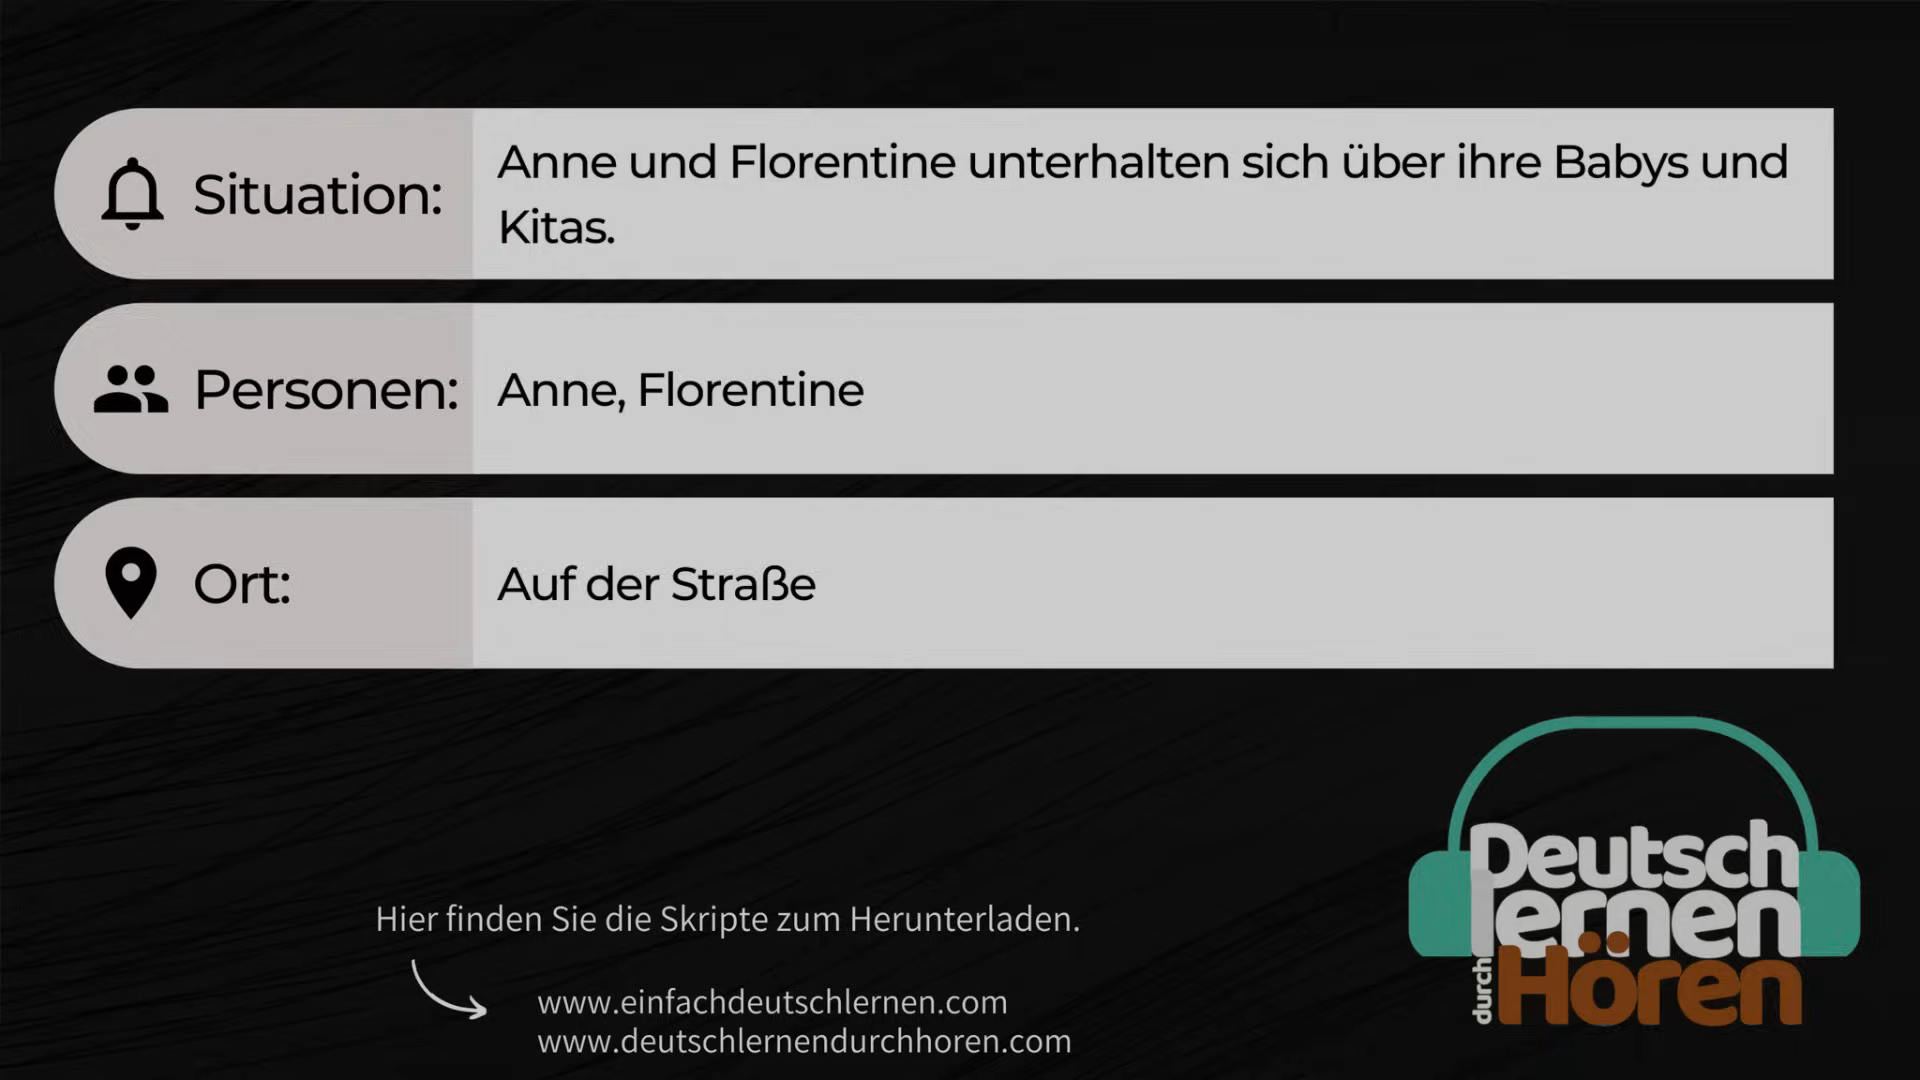 Situation:
Anne und Florentine unterhalten sich über ihre Babys und
Kitas.
Personen:
Anne, Florentine
Ort:
Auf der Straße
Hier finden Sie die Skripte zum Herunterladen.
www.einfachdeutschlernen.com
www.deutschlernendurchhoren.com
Deutsch
lernen
durch
Hören